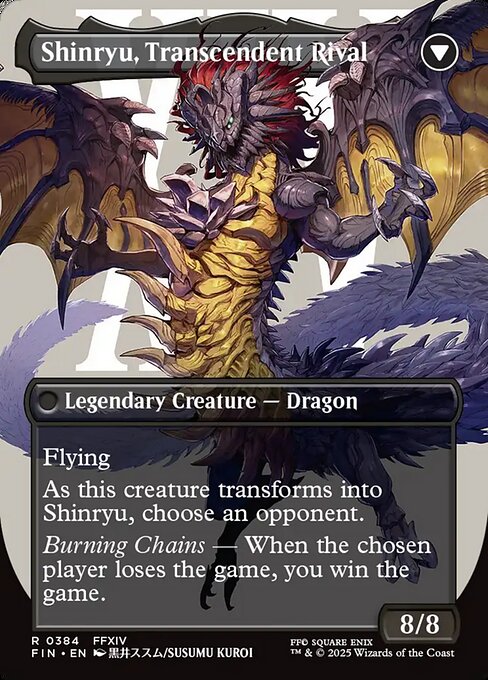 Shinryu, Transcendent Rival
Legendary Creature — Dragon
Flying
As this creature transforms into
Shinryu, choose an opponent.
Burning Chains — When the chosen
player loses the game, you win the
game.
8/8
R 0384 FFXIV
FIN • EN 黒井ススム/SUSUMU KUROI
FF© SQUARE ENIX
™ & © 2025 Wizards of the Coast